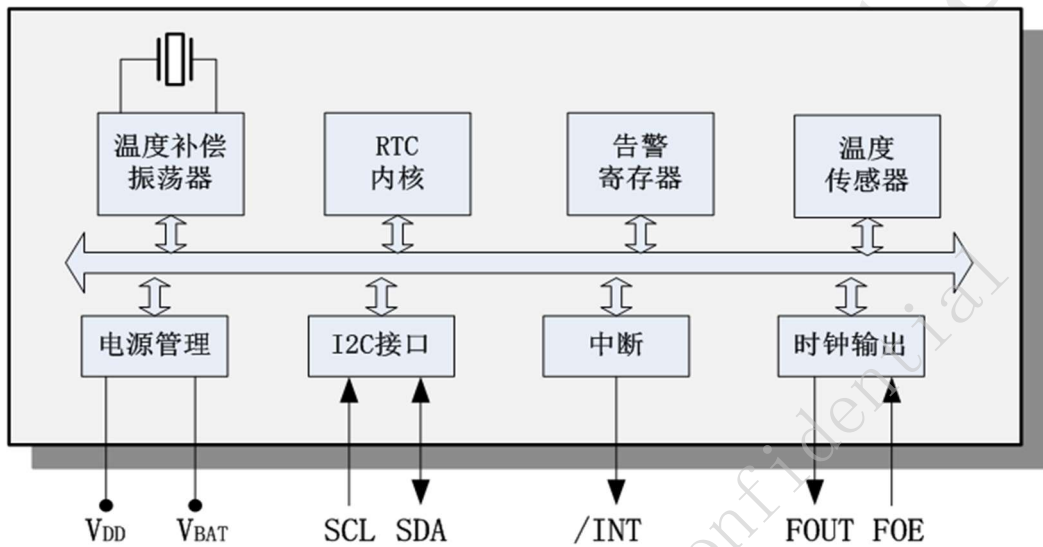 温度补偿
振荡器
RTC
内核
告警
寄存器
温度
传感器
电源管理
I2C接口
中断
时钟输出
VDD VBAT SCL SDA /INT FOUT FOE